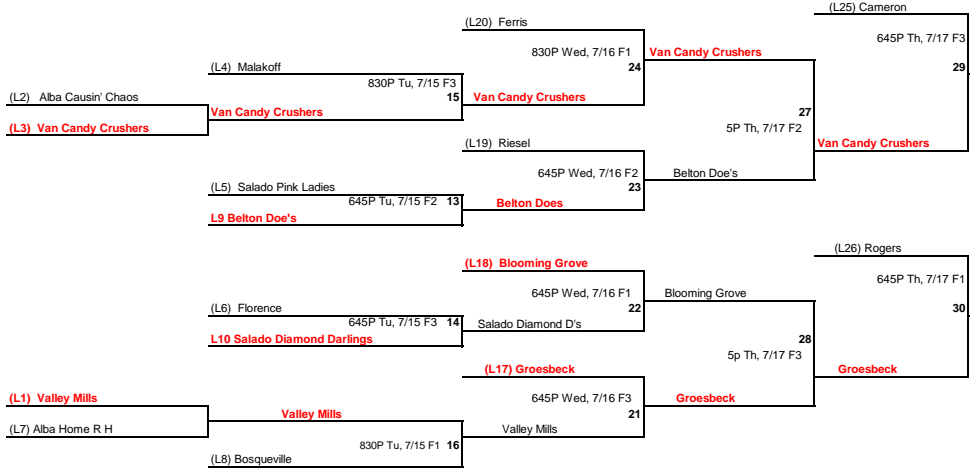 (L25) Cameron
(L20) Ferris
645P Th, 7/17 F3
830P Wed, 7/16 F1
Van Candy Crushers
24
29
(L4) Malakoff
830P Tu, 7/15 F3
(L2) Alba Causin' Chaos
15
Van Candy Crushers
Van Candy Crushers
27
(L3) Van Candy Crushers
5P Th, 7/17 F2
(L19) Riesel
Van Candy Crushers
645P Wed, 7/16 F2
Belton Doe's
23
(L5) Salado Pink Ladies
645P Tu, 7/15 F2 13
Belton Does
L9 Belton Doe's
(L26) Rogers
(L18) Blooming Grove
645P Th, 7/17 F1
645P Wed, 7/16 F1
Blooming Grove
22
30
(L6) Florence
645P Tu, 7/15 F3 14
Salado Diamond D's
L10 Salado Diamond Darlings
28
5p Th, 7/17 F3
(L17) Groesbeck
Groesbeck
(L1) Valley Mills
645P Wed, 7/16 F3
Groesbeck
Valley Mills
21
(L7) Alba Home R H
Valley Mills
830P Tu, 7/15 F1 16
(L8) Bosqueville